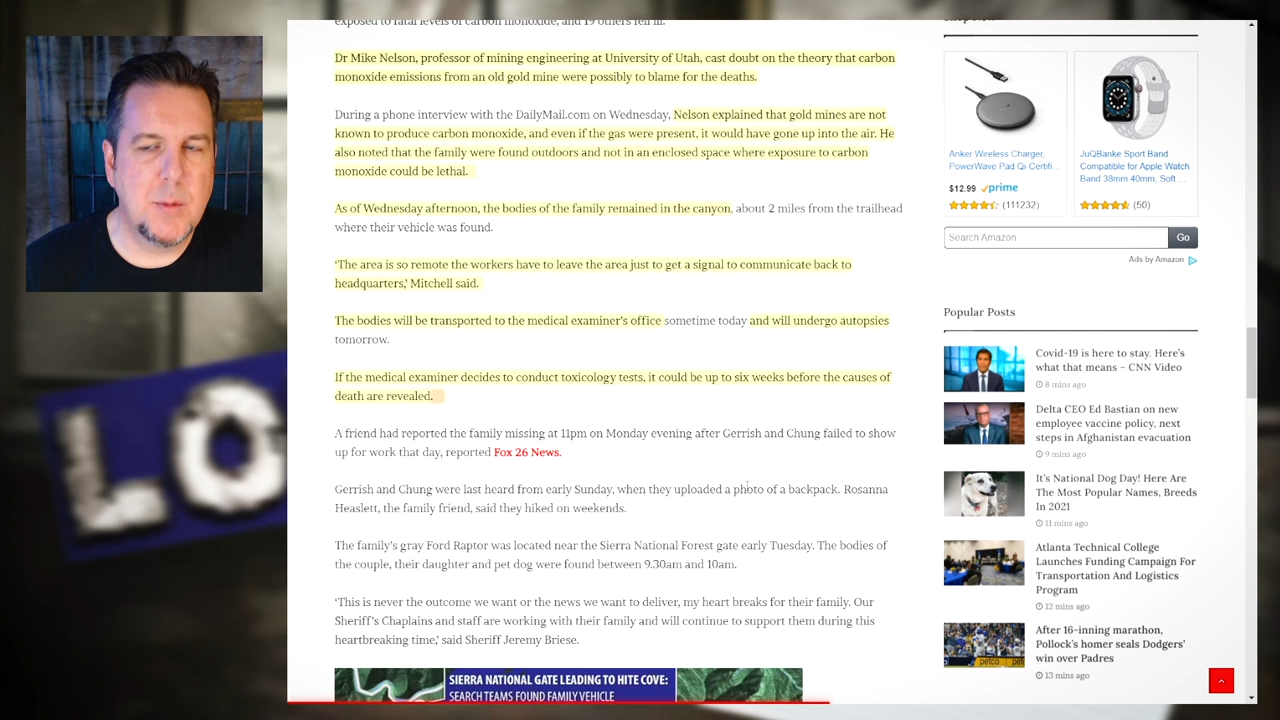 exposed to fatal levels of carbon monoxide, and 19 others fell ill.
Dr Mike Nelson, professor of mining engineering at University of Utah, cast doubt on the theory that carbon
monoxide emissions from an old gold mine were possibly to blame for the deaths.
During a phone interview with the DailyMail.com on Wednesday, Nelson explained that gold mines are not
known to produce carbon monoxide, and even if the gas were present, it would have gone up into the air. He
also noted that the family were found outdoors and not in an enclosed space where exposure to carbon
monoxide could be lethal.
As of Wednesday afternoon, the bodies of the family remained in the canyon, about 2 miles from the trailhead
where their vehicle was found.
‘The area is so remote the workers have to leave the area just to get a signal to communicate back to
headquarters,’ Mitchell said.
The bodies will be transported to the medical examiner’s office sometime today and will undergo autopsies
tomorrow.
If the medical examiner decides to conduct toxicology tests, it could be up to six weeks before the causes of
death are revealed.
A friend had reported the family missing at 11pm on Monday evening after Gerrish and Chung failed to show
up for work that day, reported Fox 26 News.
Gerrish and Chung were last heard from early Sunday, when they uploaded a photo of a backpack. Rosanna
Heaslett, the family friend, said they hiked on weekends.
The family’s gray Ford Raptor was located near the Sierra National Forest gate early Tuesday. The bodies of
the couple, their daughter and pet dog were found between 9.30am and 10am.
‘This is never the outcome we want or the news we want to deliver, my heart breaks for their family. Our
Sheriff’s Chaplains and staff are working with their family and will continue to support them during this
heartbreaking time,’ said Sheriff Jeremy Briese.
SIERRA NATIONAL GATE LEADING TO HITE COVE:
SEARCH TEAMS FOUND FAMILY VEHICLE
Anker Wireless Charger,
PowerWave Pad Qi-Certifi...
$12.99 prime
(111232)
JuQBanke Sport Band
Compatible for Apple Watch
Band 38mm 40mm, Soft ...
(50)
Search Amazon
Go
Ads by Amazon
Popular Posts
Covid-19 is here to stay. Here’s
what that means – CNN Video
8 mins ago
Delta CEO Ed Bastian on new
employee vaccine policy, next
steps in Afghanistan evacuation
9 mins ago
It’s National Dog Day! Here Are
The Most Popular Names, Breeds
In 2021
11 mins ago
Atlanta Technical College
Launches Funding Campaign For
Transportation And Logistics
Program
12 mins ago
After 16-inning marathon,
Pollock’s homer seals Dodgers’
win over Padres
13 mins ago
petco